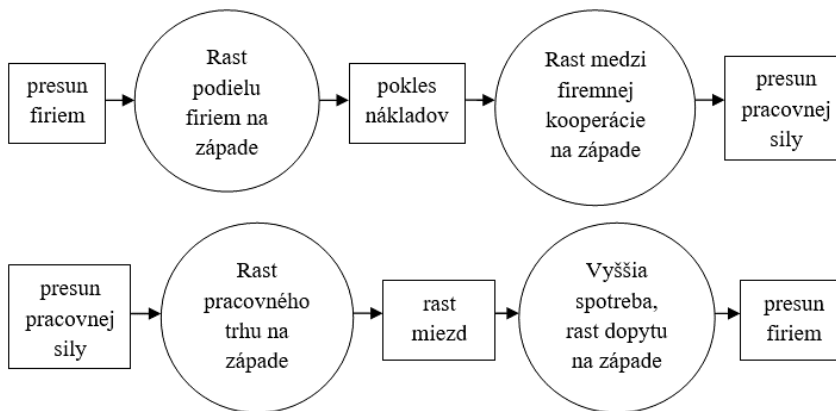 presun
firiem
Rast
podielu
firiem na
západe
pokles
nákladov
Rast medzi
firemnej
kooperácie
na západe
presun
pracovnej
sily
presun
pracovnej
sily
Rast
pracovného
trhu na
západe
rast
miezd
Vyššia
spotreba,
rast dopytu
na západe
presun
firiem